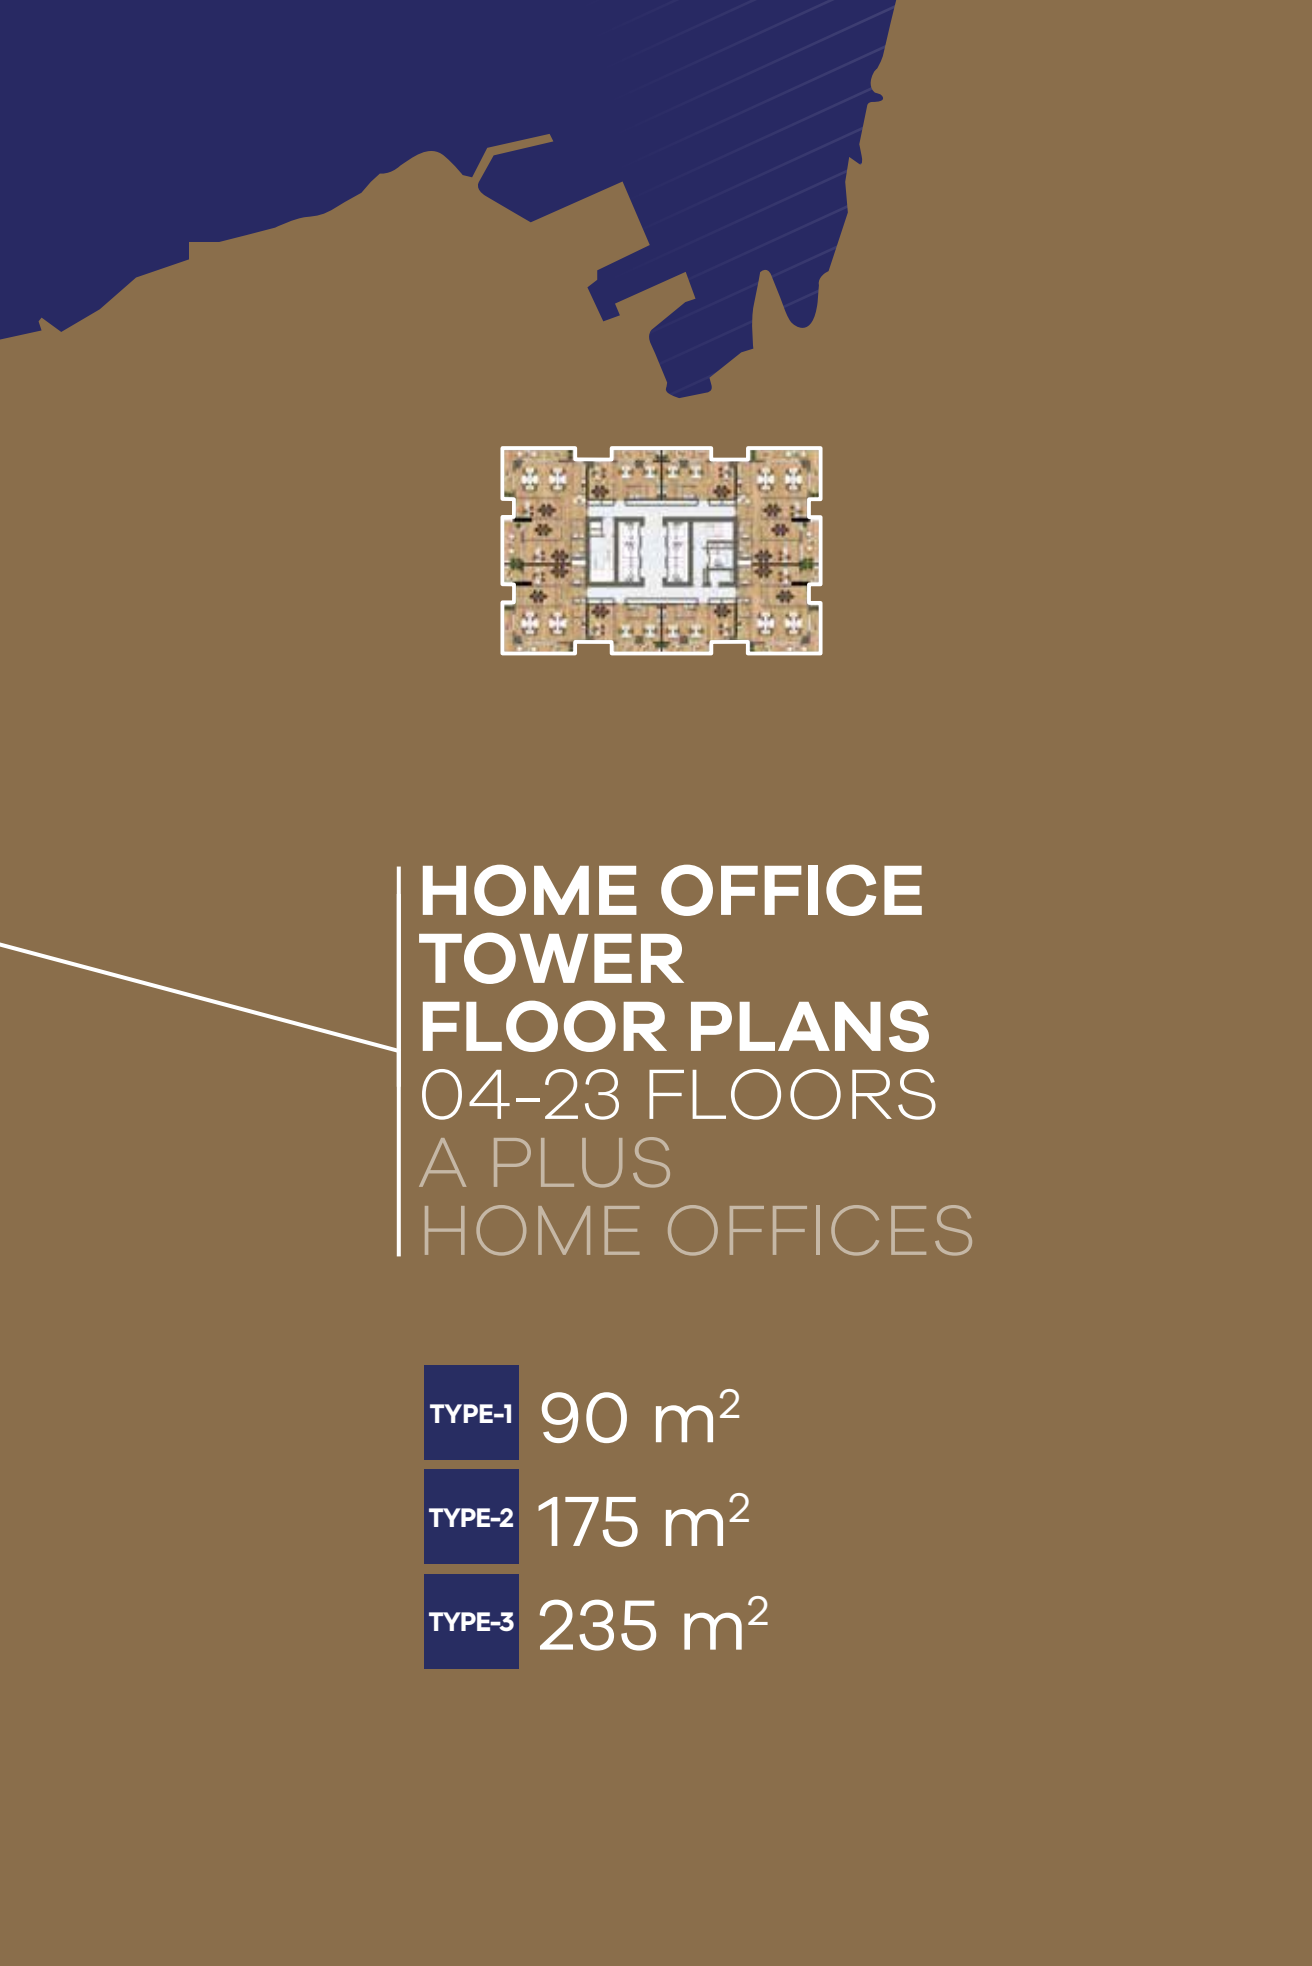 HOME OFFICE
TOWER
FLOOR PLANS
04-23 FLOORS
A PLUS
HOME OFFICES
TYPE-1 90 m²
TYPE-2 175 m²
TYPE-3 235 m²